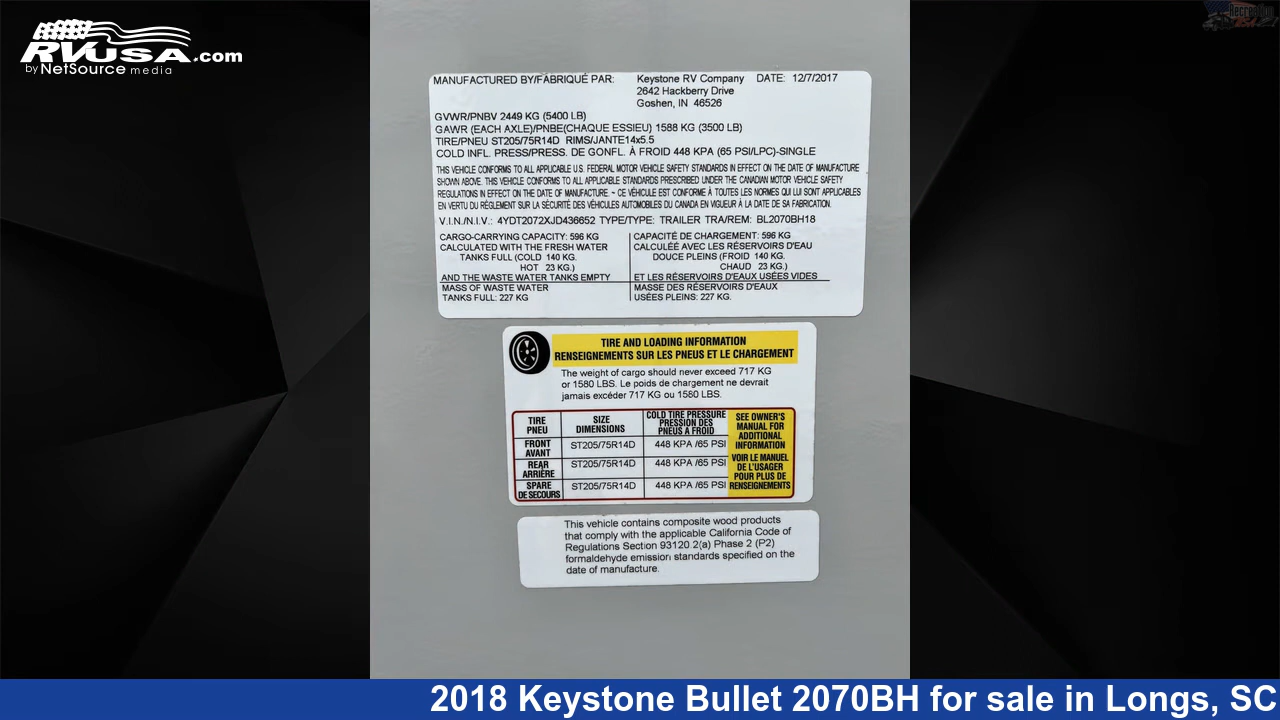 RVUSA.com
by NetSource media
Recreation
USA
MANUFACTURED BY/FABRIQUÉ PAR: Keystone RV Company DATE: 12/7/2017
2642 Hackberry Drive
Goshen, IN 46526
GVWR/PNBV 2449 KG (5400 LB)
GAWR (EACH AXLE)/PNBE(CHAQUE ESSIEU) 1588 KG (3500 LB)
TIRE/PNEU ST205/75R14D RIMS/JANTE14x5.5
COLD INFL. PRESS/PRESS. DE GONFL. À FROID 448 KPA (65 PSI/LPC)-SINGLE
THIS VEHICLE CONFORMS TO ALL APPLICABLE U.S. FEDERAL MOTOR VEHICLE SAFETY STANDARDS IN EFFECT ON THE DATE OF MANUFACTURE
SHOWN ABOVE. THIS VEHICLE CONFORMS TO ALL APPLICABLE STANDARDS PRESCRIBED UNDER THE CANADIAN MOTOR VEHICLE SAFETY
REGULATIONS IN EFFECT ON THE DATE OF MANUFACTURE. ~ CE VÉHICULE EST CONFORME À TOUTES LES NORMES QUI LUI SONT APPLICABLES
EN VERTU DU RÉGLEMENT SUR LA SÉCURITÉ DES VÉHICULES AUTOMOBILES DU CANADA EN VIGUEUR À LA DATE DE SA FABRICATION.
V.I.N./N.I.V.: 4YDT2072XJD436652 TYPE/TYPE: TRAILER TRA/REM: BL2070BH18
CARGO-CARRYING CAPACITY: 596 KG
CALCULATED WITH THE FRESH WATER
TANKS FULL (COLD 140 KG.
HOT 23 KG.)
AND THE WASTE WATER TANKS EMPTY
MASS OF WASTE WATER
TANKS FULL: 227 KG
CAPACITÉ DE CHARGEMENT: 596 KG
CALCULÉE AVEC LES RÉSERVOIRS D'EAU
DOUCE PLEINS (FROID 140 KG.
CHAUD 23 KG.)
ET LES RÉSERVOIRS D'EAUX USÉES VIDES
MASSE DES RÉSERVOIRS D'EAUX
USÉES PLEINS: 227 KG.
TIRE AND LOADING INFORMATION
RENSEIGNEMENTS SUR LES PNEUS ET LE CHARGEMENT
The weight of cargo should never exceed 717 KG
or 1580 LBS. Le poids de chargement ne devrait
jamais excéder 717 KG ou 1580 LBS.
TIRE
PNEU
SIZE
DIMENSIONS
COLD TIRE PRESSURE
PRESSION DES
PNEUS A FROID
FRONT
AVANT
ST205/75R14D
448 KPA /65 PSI
REAR
ARRIÈRE
ST205/75R14D
448 KPA /65 PSI
SPARE
DE SECOURS
ST205/75R14D
448 KPA /65 PSI
SEE OWNER'S
MANUAL FOR
ADDITIONAL
INFORMATION
VOIR LE MANUEL
DE L'USAGER
POUR PLUS DE
RENSEIGNEMENTS
This vehicle contains composite wood products
that comply with the applicable California Code of
Regulations Section 93120 2(a) Phase 2 (P2)
formaldehyde emission standards specified on the
date of manufacture.
2018 Keystone Bullet 2070BH for sale in Longs, SC